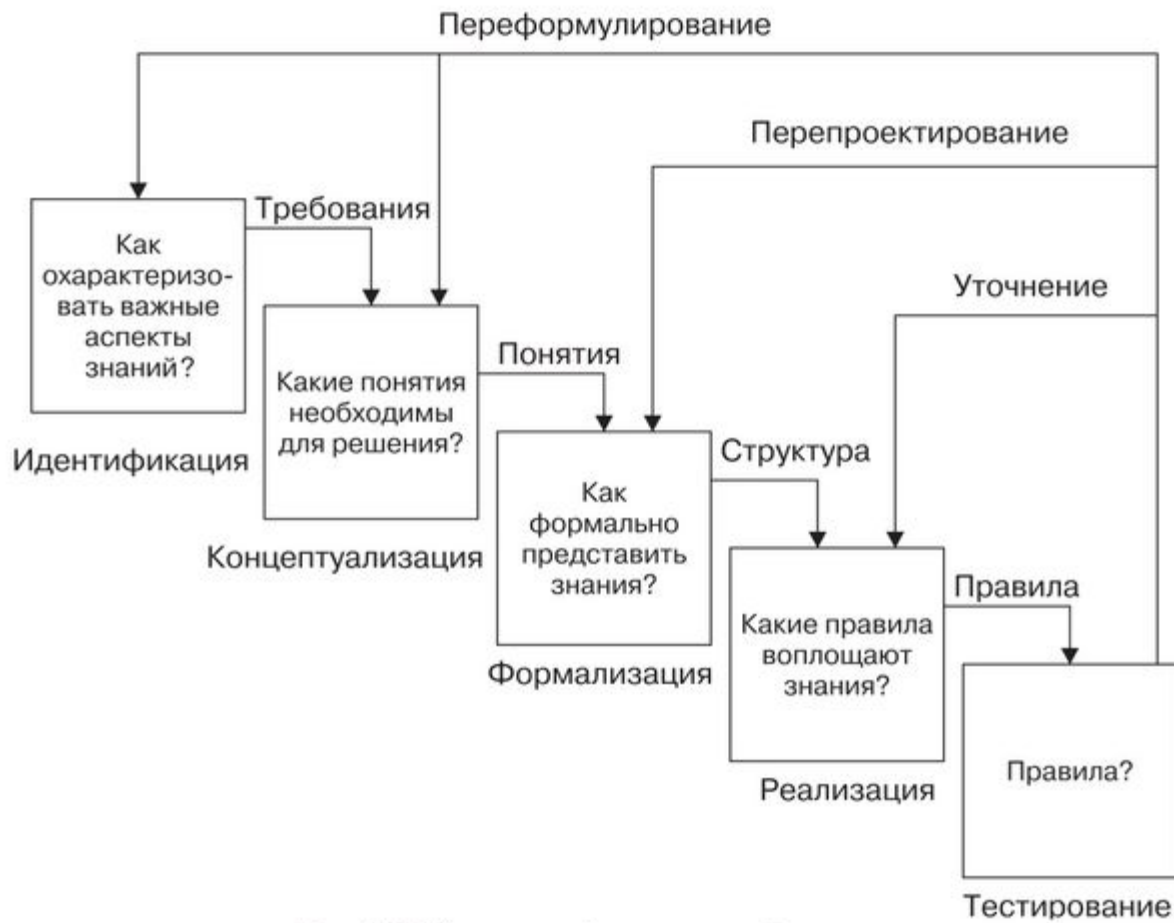 Переформулирование
Перепроектирование
Требования
Как
охарактеризо-
вать важные
аспекты
знаний?
Уточнение
Понятия
Какие понятия
необходимы
для решения?
Идентификация
Структура
Как
формально
представить
знания?
Концептуализация
Правила
Какие правила
воплощают
знания?
Формализация
Правила?
Реализация
Тестирование